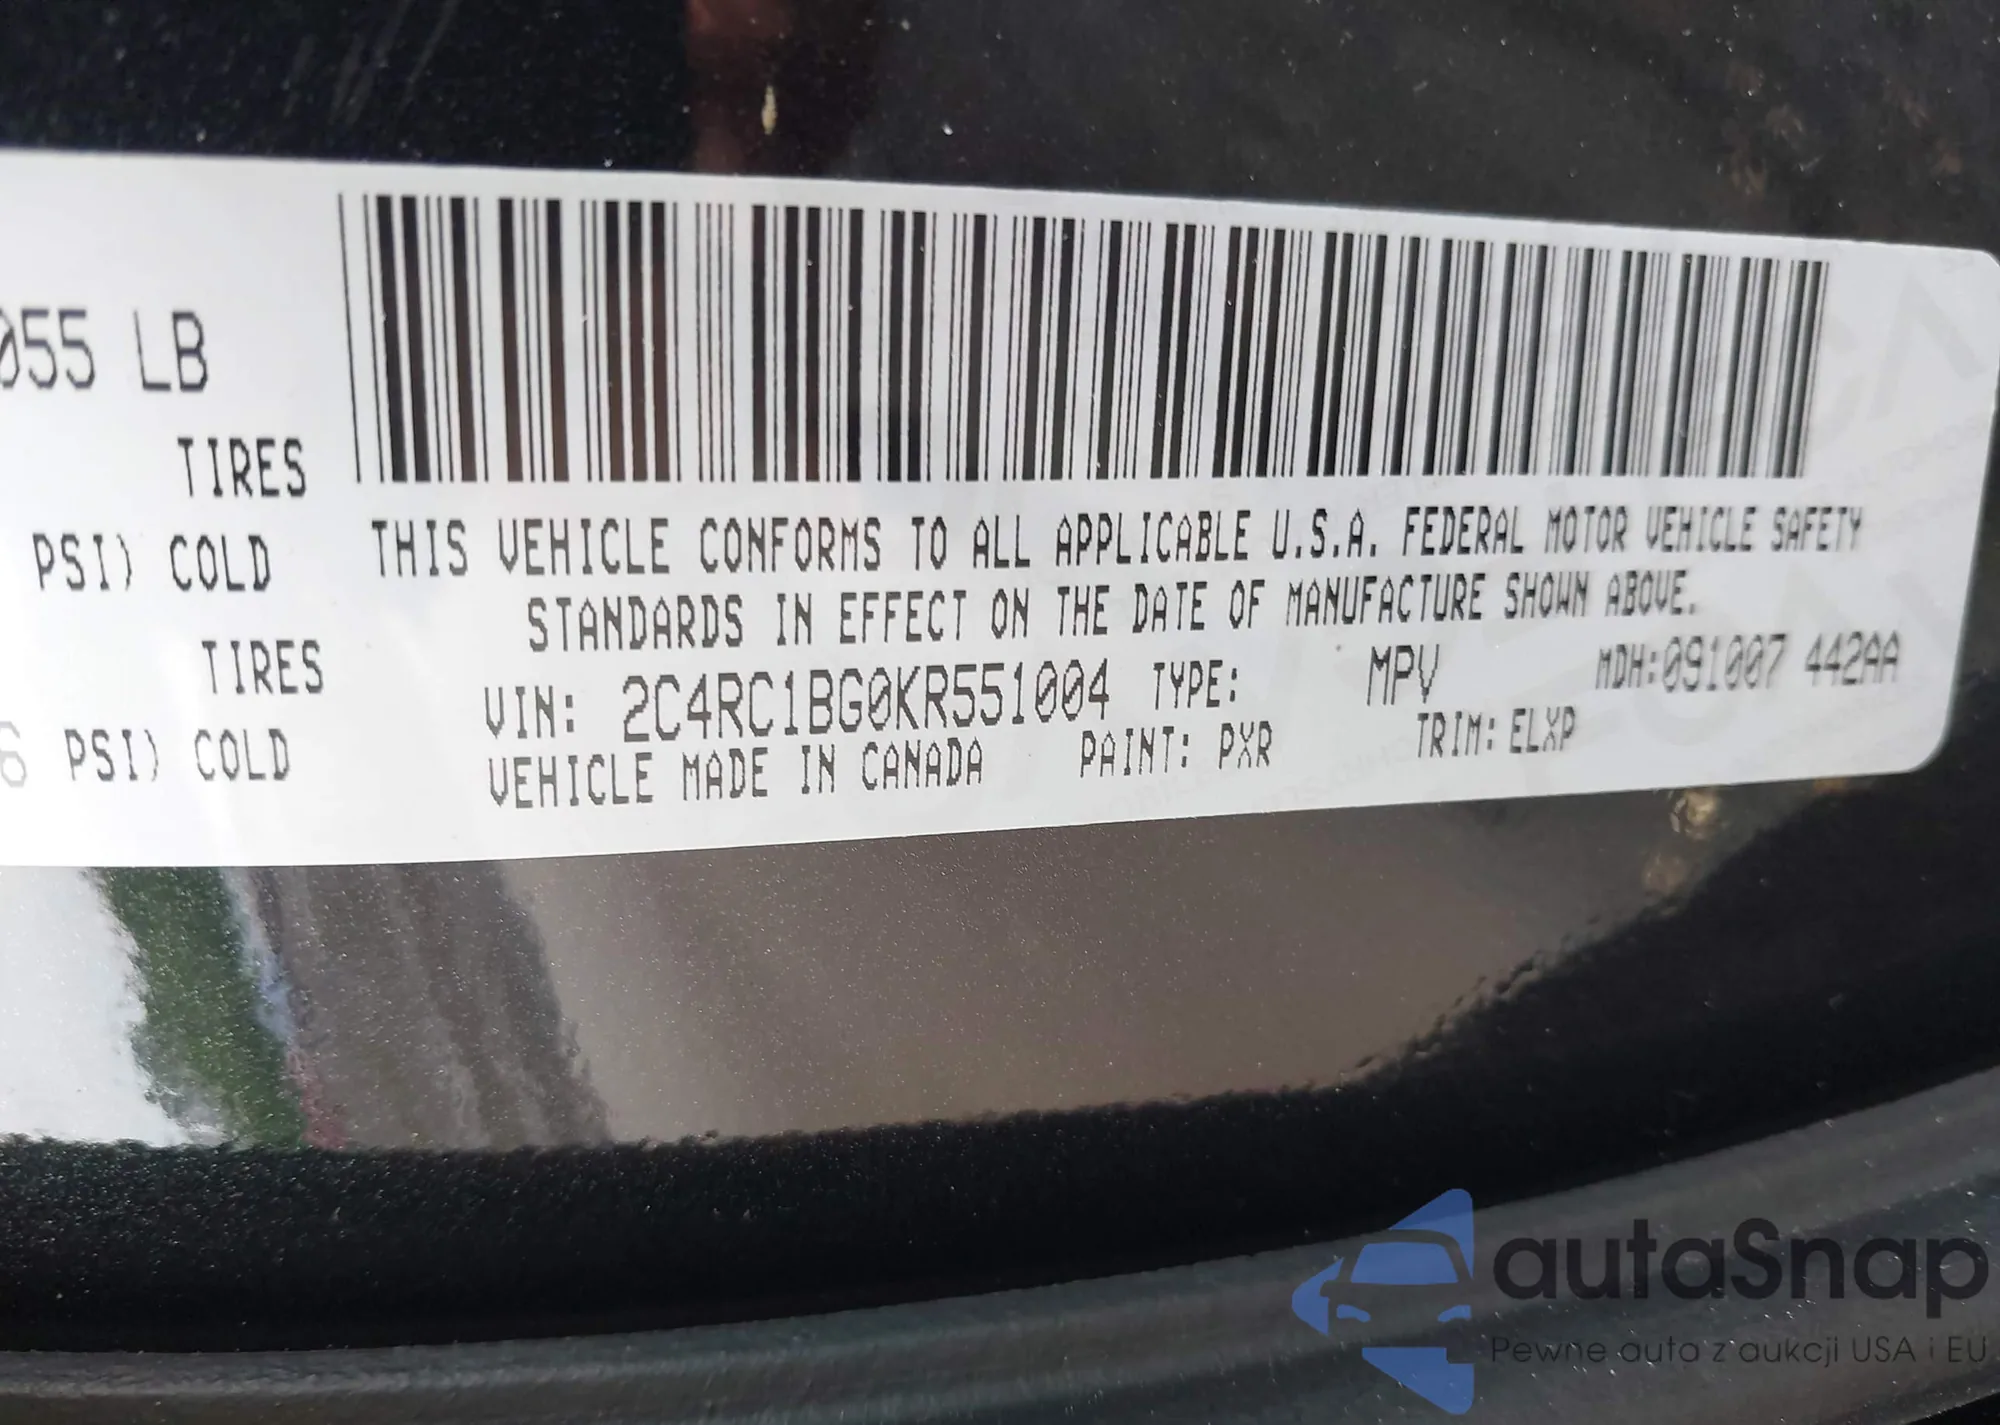 055 LB
TIRES
PSI) COLD
TIRES
6 PSI) COLD
THIS VEHICLE CONFORMS TO ALL APPLICABLE U.S.A. FEDERAL MOTOR VEHICLE SAFETY
STANDARDS IN EFFECT ON THE DATE OF MANUFACTURE SHOWN ABOVE.
VIN: 2C4RC1BG0KR551004 TYPE: MPV MDH:091007 442AA
VEHICLE MADE IN CANADA PAINT: PXR TRIM: ELXP
autaSnap
Pewne auta z aukcji USA i EU